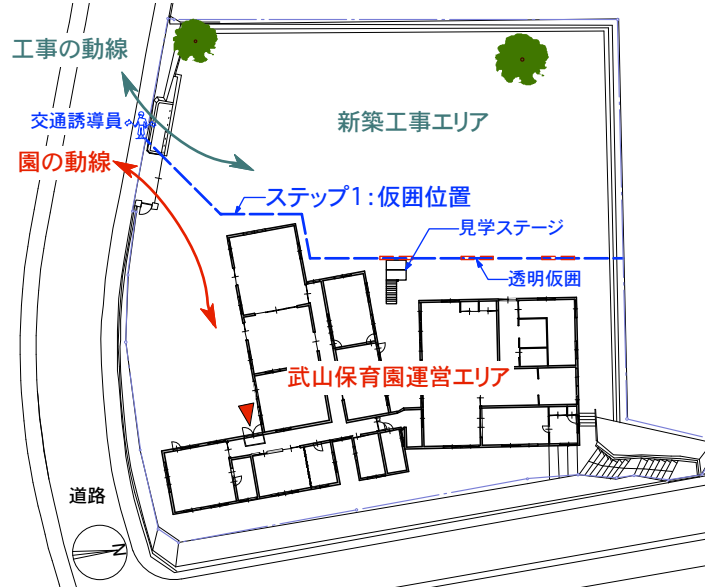 工事の動線
新築工事エリア
交通誘導員
園の動線
ステップ1:仮囲位置
見学ステージ
透明仮囲
武山保育園運営エリア
道路
N